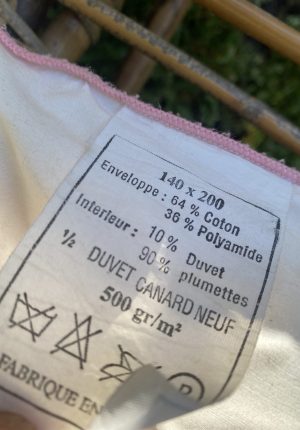 140 x 200
Enveloppe : 64 % Coton
36 % Polyamide
Interieur : 10 % Duvet
90 % plumettes
½ DUVET CANARD NEUF
500 gr/m²
P
FABRIQUE EN